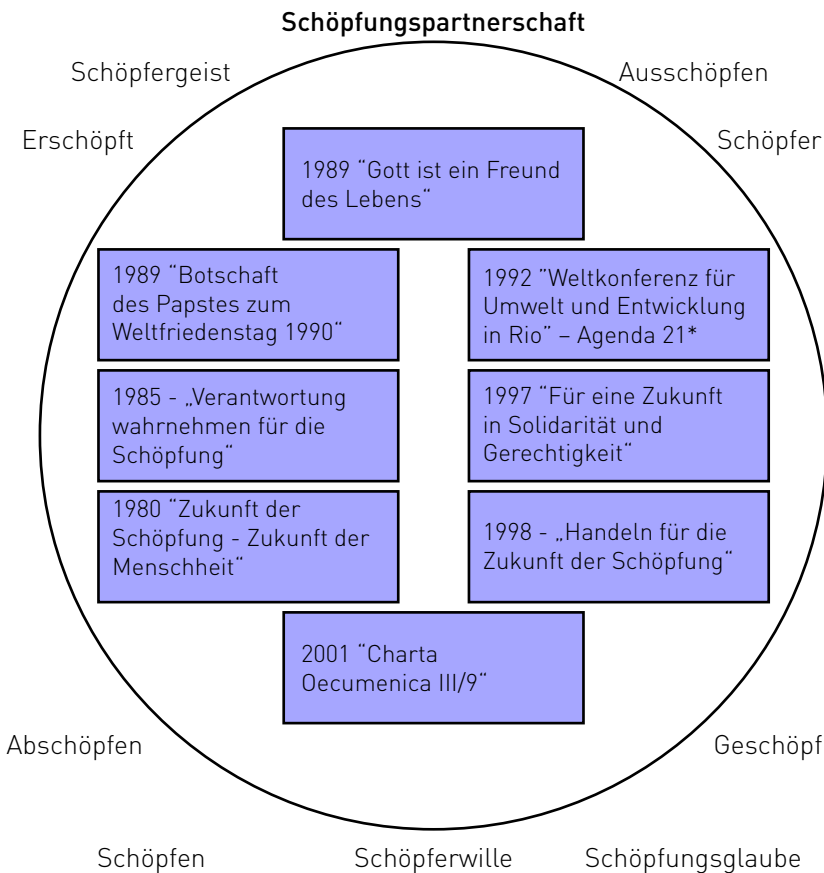 Schöpfungspartnerschaft
Schöpfergeist
Ausschöpfen
Erschöpft
Schöpfer
1989 “Gott ist ein Freund
des Lebens“
1989 “Botschaft
des Papstes zum
Weltfriedenstag 1990“
1992 “Weltkonferenz für
Umwelt und Entwicklung
in Rio” – Agenda 21*
1985 - „Verantwortung
wahrnehmen für die
Schöpfung“
1997 “Für eine Zukunft
in Solidarität und
Gerechtigkeit“
1980 “Zukunft der
Schöpfung - Zukunft der
Menschheit“
1998 - „Handeln für die
Zukunft der Schöpfung“
2001 “Charta
Oecumenica III/9“
Abschöpfen
Geschöpf
Schöpfen
Schöpferwille
Schöpfungsglaube